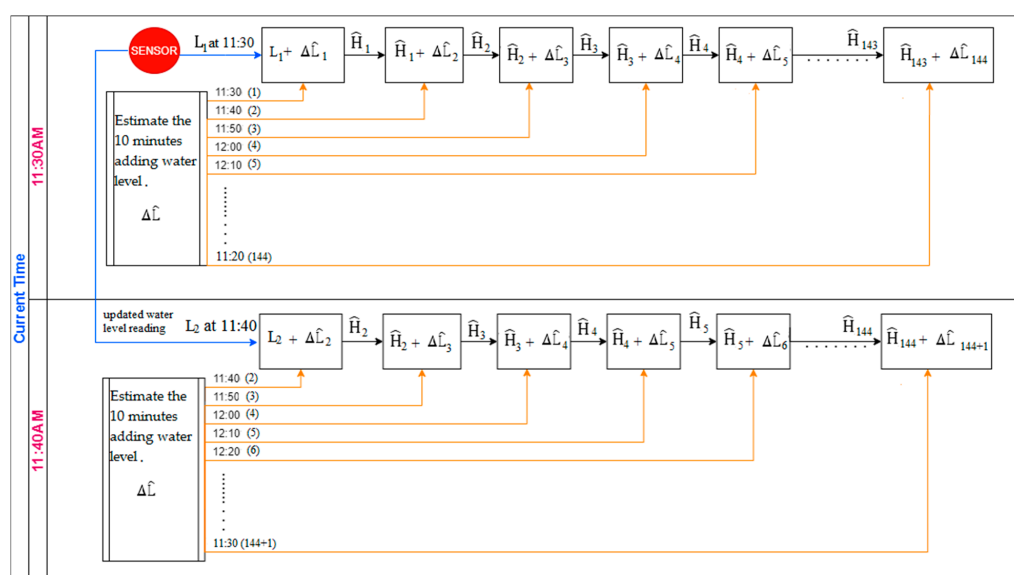 Current Time
11:30AM
SENSOR
L₁ at 11:30
L₁ + ΔL̂₁
Ĥ₁
Ĥ₁ + ΔL̂₂
Ĥ₂
Ĥ₂ + ΔL̂₃
Ĥ₃
Ĥ₃ + ΔL̂₄
Ĥ₄
Ĥ₄ + ΔL̂₅
Ĥ₁₄₃
Ĥ₁₄₃ + ΔL̂₁₄₄
Estimate the
10 minutes
adding water
level .
ΔL̂
11:30 (1)
11:40 (2)
11:50 (3)
12:00 (4)
12:10 (5)
11:20 (144)
11:40AM
updated water
level reading
L₂ at 11:40
L₂ + ΔL̂₂
Ĥ₂
Ĥ₂ + ΔL̂₃
Ĥ₃
Ĥ₃ + ΔL̂₄
Ĥ₄
Ĥ₄ + ΔL̂₅
Ĥ₅
Ĥ₅ + ΔL̂₆
Ĥ₁₄₄
Ĥ₁₄₄ + ΔL̂₁₄₄₊₁
Estimate the
10 minutes
adding water
level .
ΔL̂
11:40 (2)
11:50 (3)
12:00 (4)
12:10 (5)
12:20 (6)
11:30 (144+1)